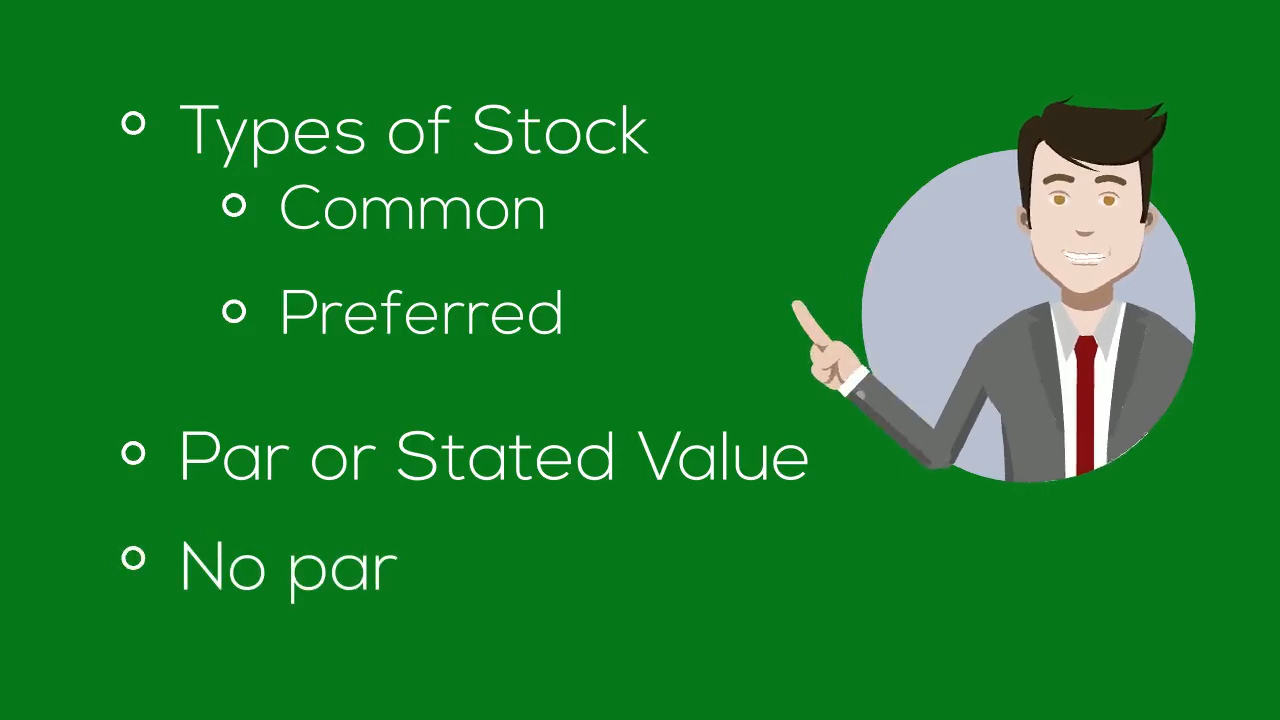 Types of Stock
Common
Preferred
Par or Stated Value
No par